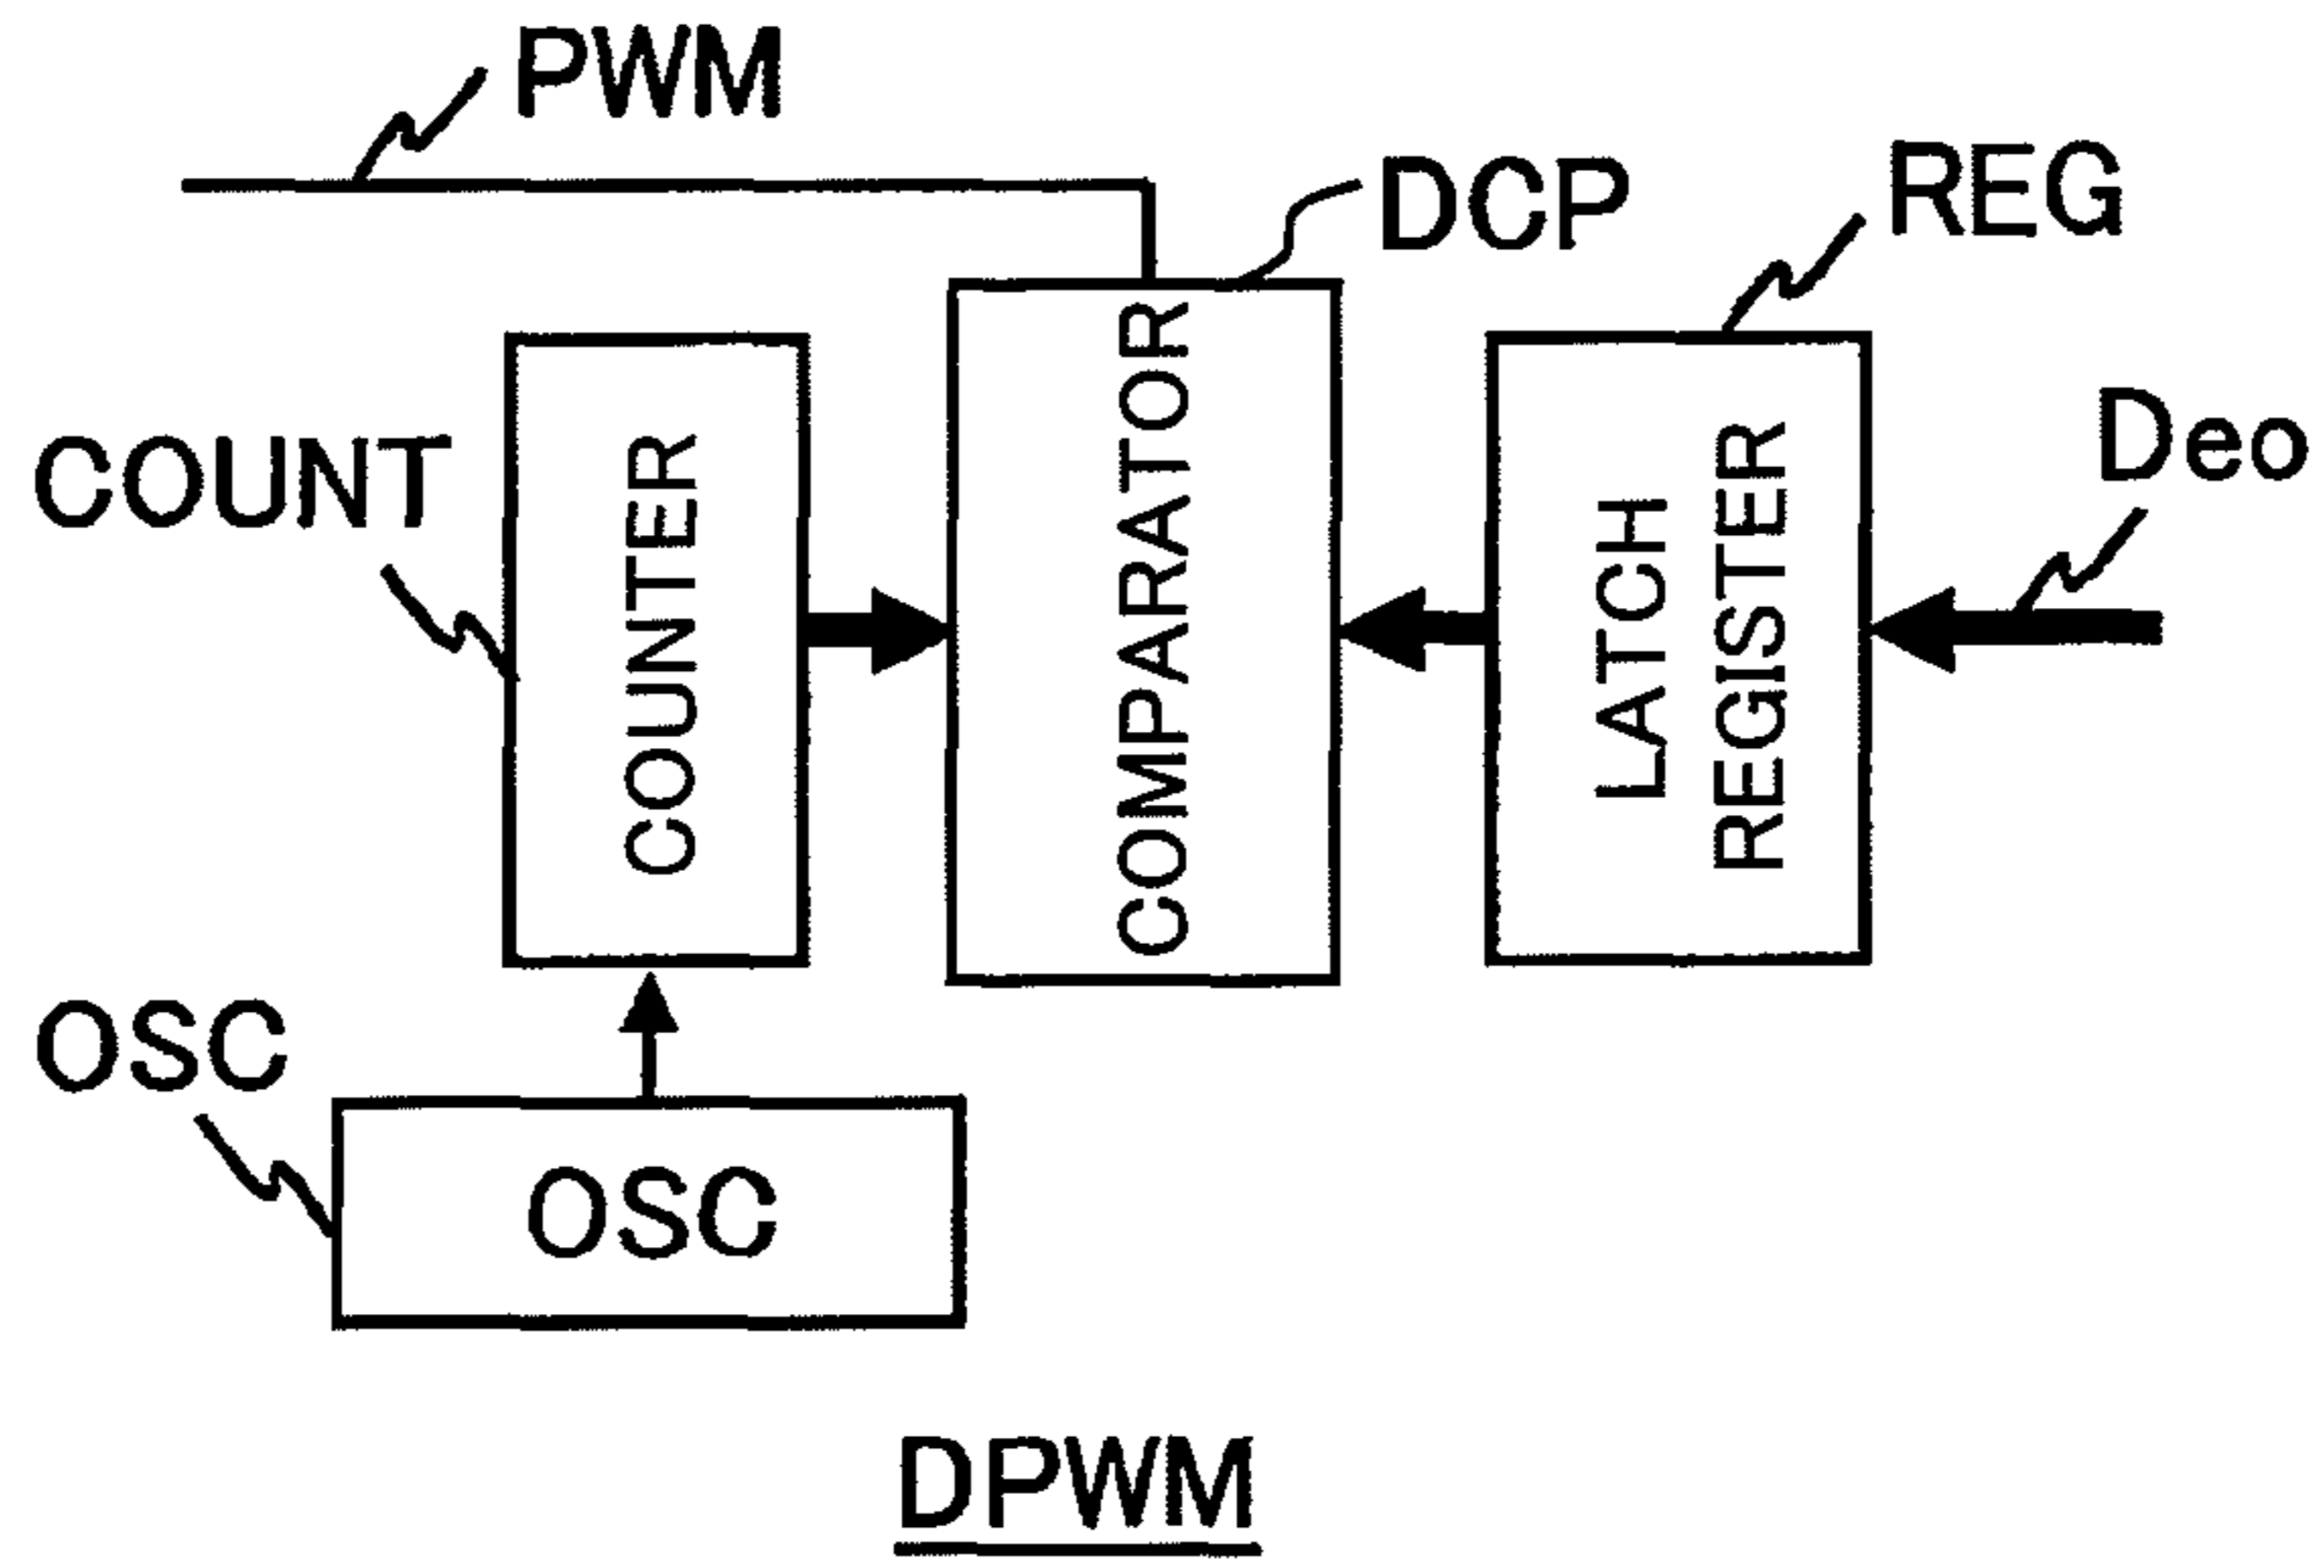 PWM
DCP
REG
COUNT
COUNTER
COMPARATOR
LATCH
REGISTER
Deo
OSC
OSC
DPWM